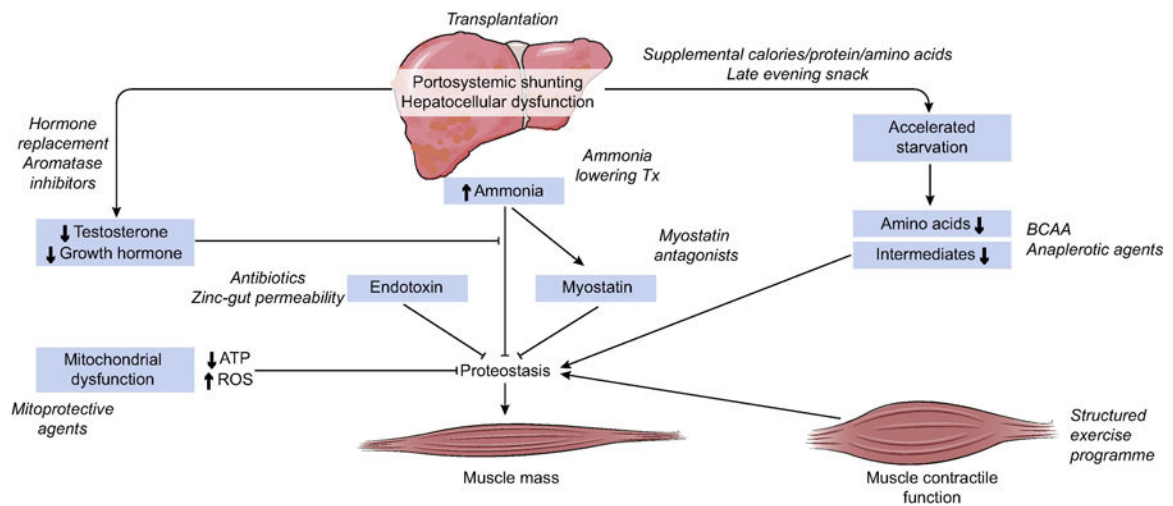 Transplantation
Supplemental calories/protein/amino acids
Late evening snack
Portosystemic shunting
Hepatocellular dysfunction
Hormone
replacement
Aromatase
inhibitors
Accelerated
starvation
Ammonia
lowering Tx
Ammonia
Testosterone
Growth hormone
Amino acids
Intermediates
BCAA
Anaplerotic agents
Myostatin
antagonists
Antibiotics
Zinc-gut permeability
Endotoxin
Myostatin
Mitochondrial
dysfunction
ATP
ROS
Proteostasis
Mitoprotective
agents
Structured
exercise
programme
Muscle mass
Muscle contractile
function